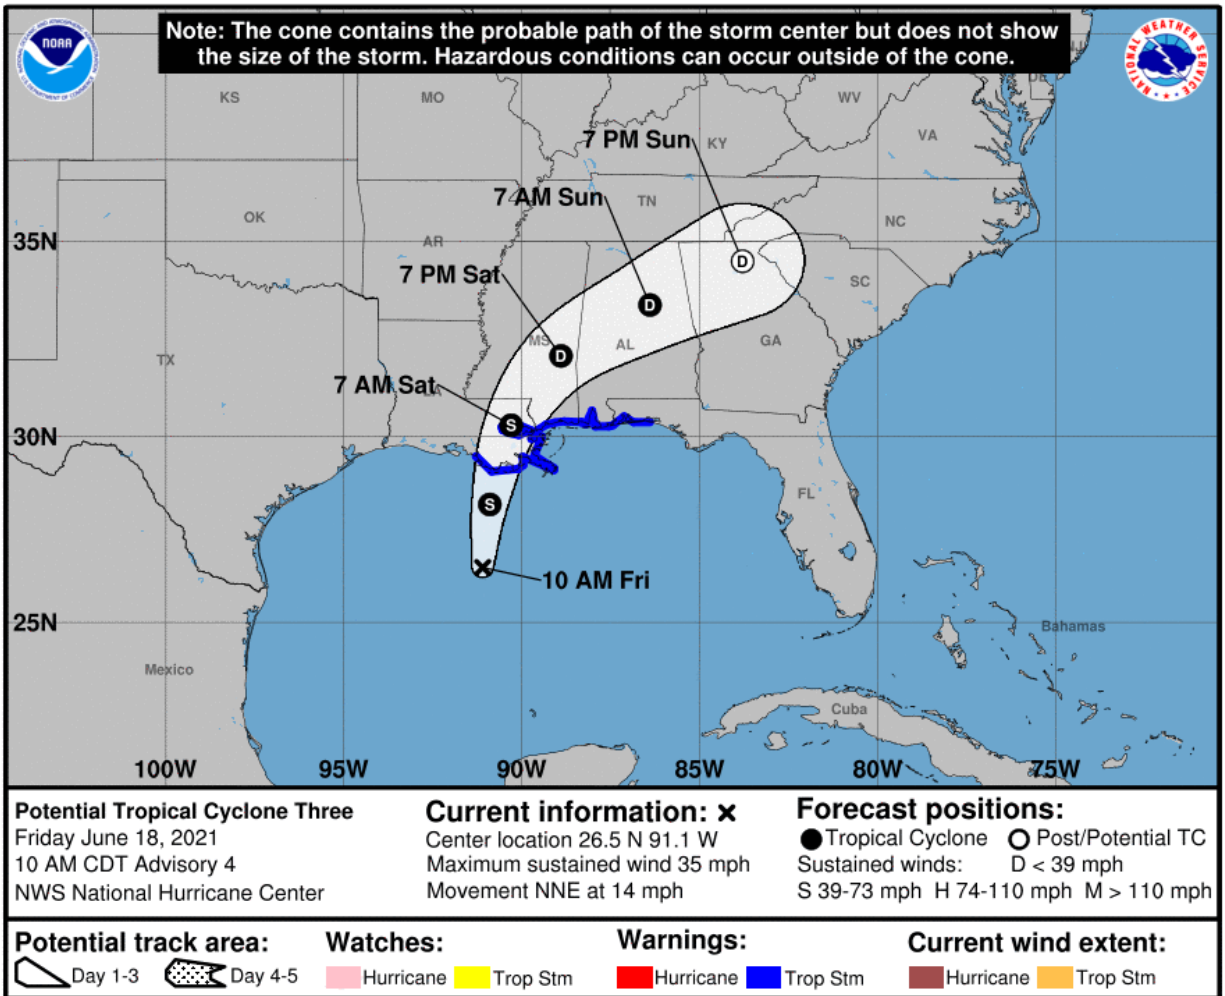 Note: The cone contains the probable path of the storm center but does not show
the size of the storm. Hazardous conditions can occur outside of the cone.
NOAA
NATIONAL WEATHER SERVICE
KS
MO
WV
VA
KY
7 PM Sun
7 AM Sun
TN
OK
AR
NC
35N
7 PM Sat
D
D
SC
TX
MS
AL
GA
D
7 AM Sat
LA
S
30N
FL
S
10 AM Fri
25N
Bahamas
Mexico
Cuba
100W
95W
90W
85W
80W
75W
Potential Tropical Cyclone Three
Friday June 18, 2021
10 AM CDT Advisory 4
NWS National Hurricane Center
Current information: ×
Center location 26.5 N 91.1 W
Maximum sustained wind 35 mph
Movement NNE at 14 mph
Forecast positions:
Tropical Cyclone Post/Potential TC
Sustained winds: D < 39 mph
S 39-73 mph H 74-110 mph M > 110 mph
Potential track area:
Day 1-3 Day 4-5
Watches:
Hurricane Trop Stm
Warnings:
Hurricane Trop Stm
Current wind extent:
Hurricane Trop Stm